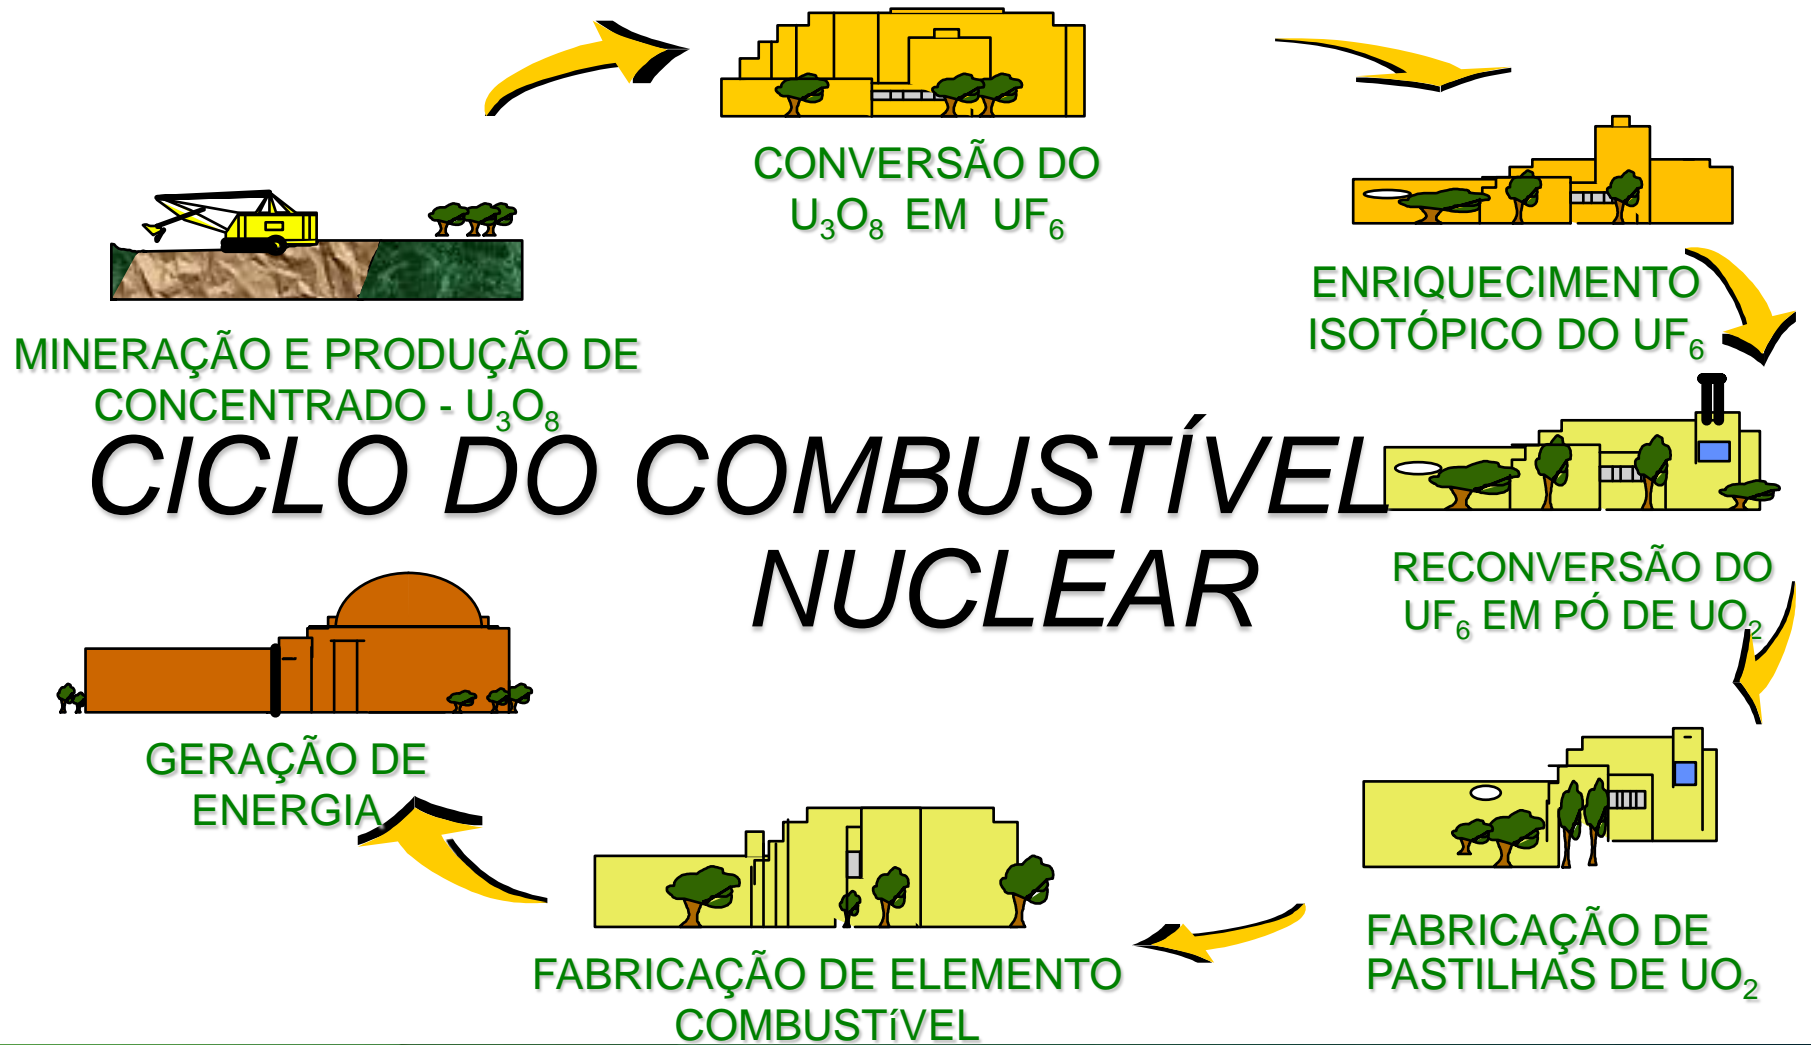 CONVERSÃO DO
U₃O₈ EM UF₆
ENRIQUECIMENTO
ISOTÓPICO DO UF₆
MINERAÇÃO E PRODUÇÃO DE
CONCENTRADO - U₃O₈
CICLO DO COMBUSTÍVEL
NUCLEAR
RECONVERSÃO DO
UF₆ EM PÓ DE UO₂
GERAÇÃO DE
ENERGIA
FABRICAÇÃO DE
PASTILHAS DE UO₂
FABRICAÇÃO DE ELEMENTO
COMBUSTíVEL